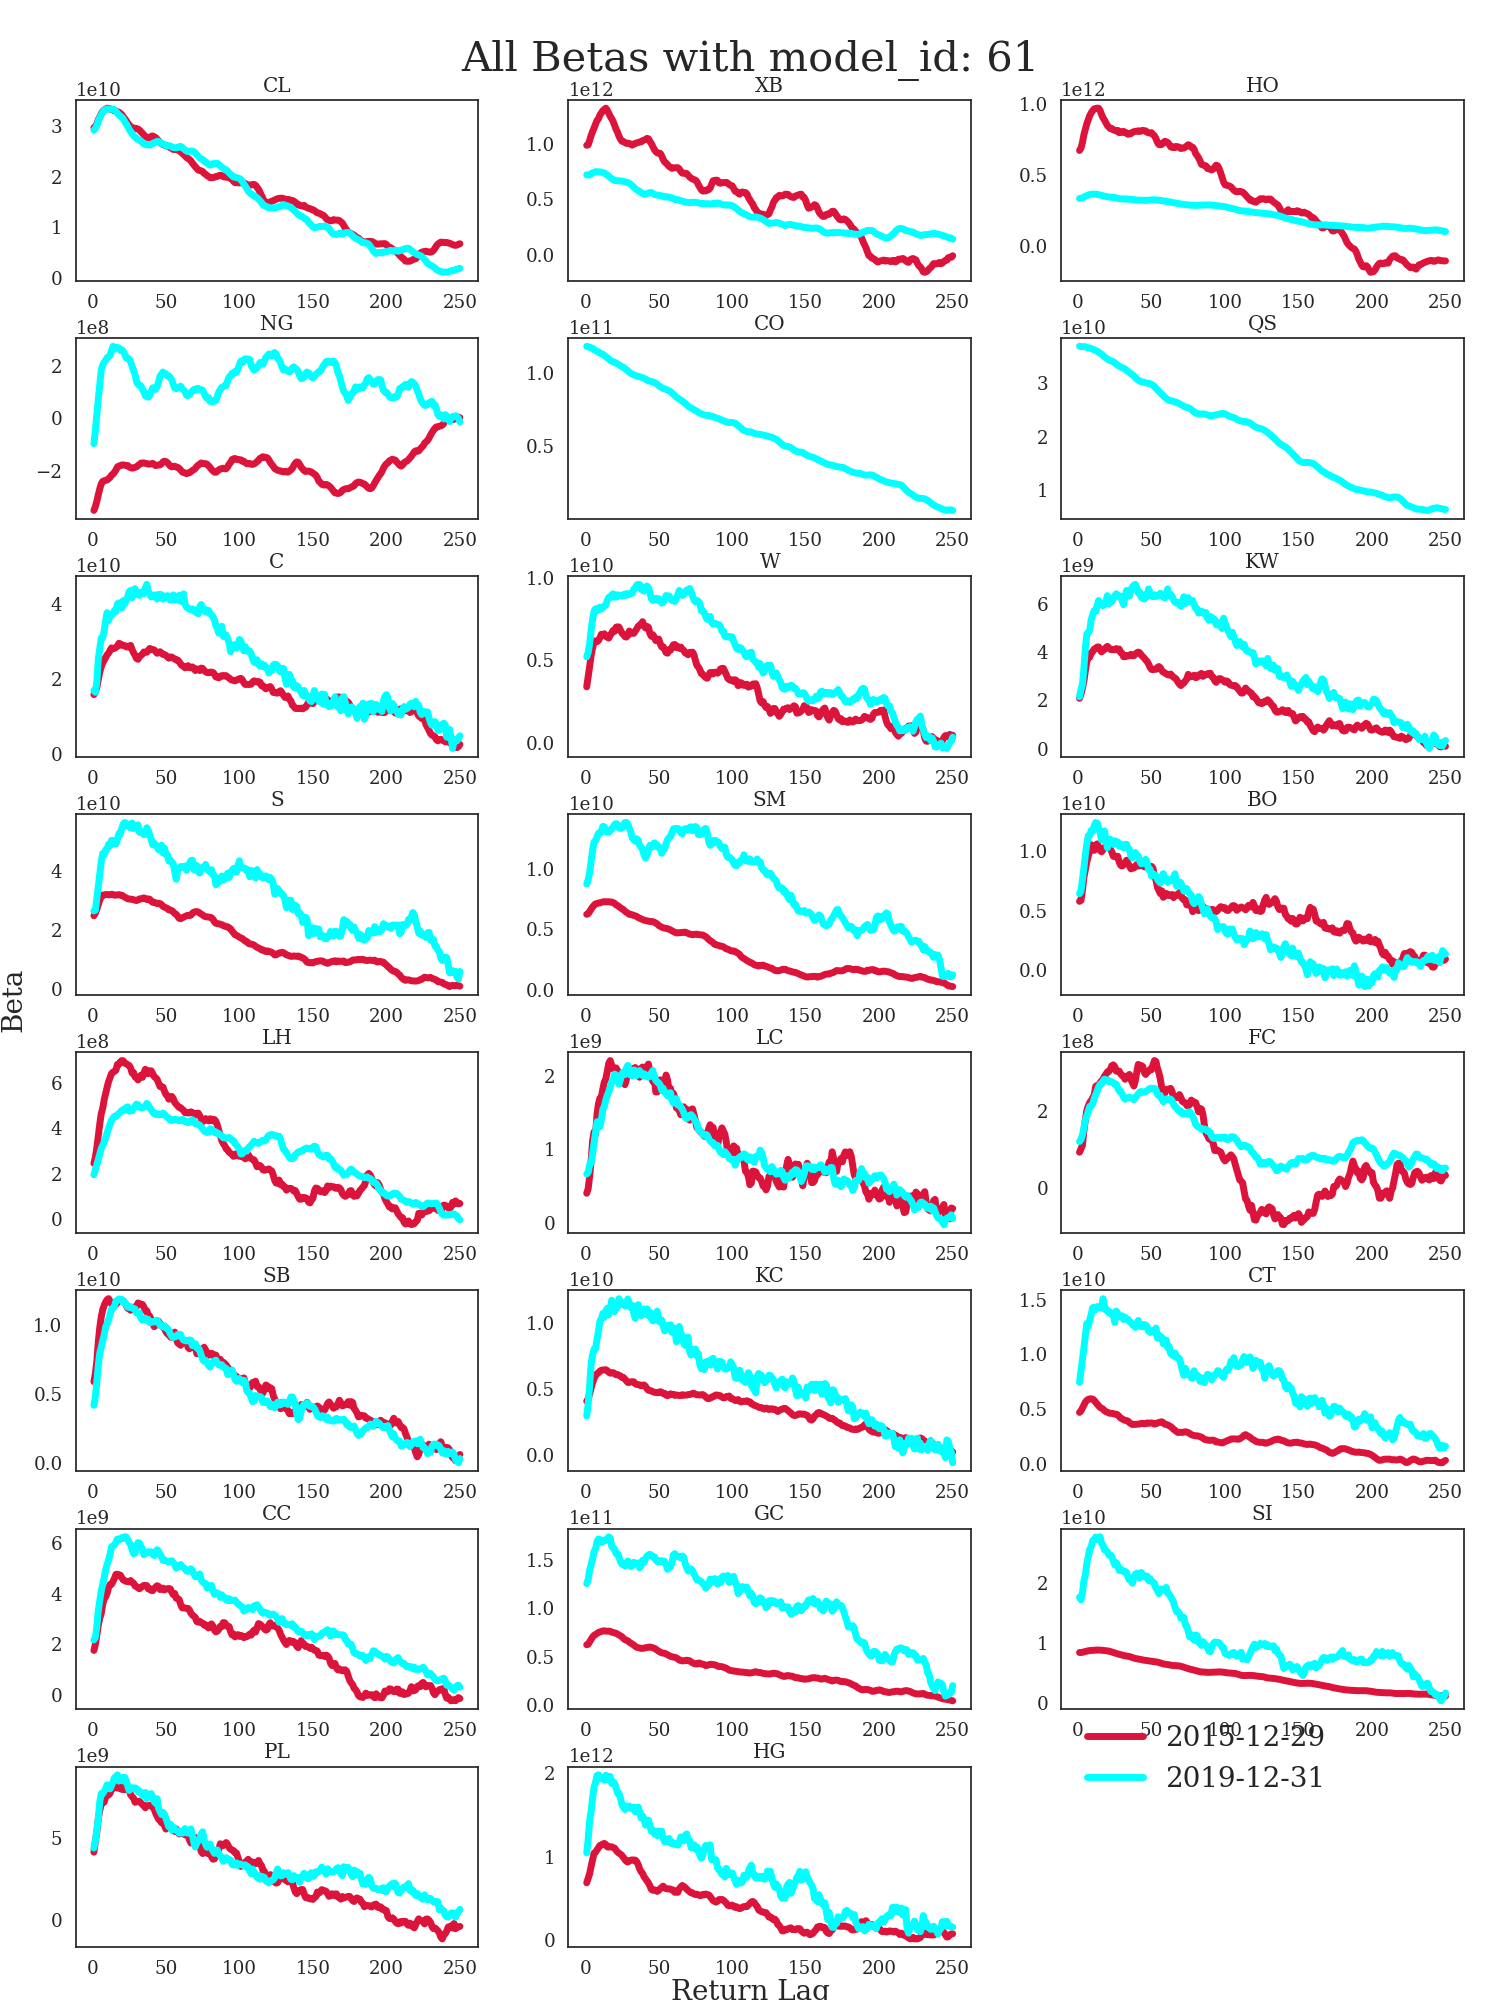 All Betas with model_id: 61
CL
1e10
3
2
1
0
0 50 100 150 200 250
XB
1e12
1.0
0.5
0.0
0 50 100 150 200 250
HO
1e12
1.0
0.5
0.0
0 50 100 150 200 250
NG
1e8
2
0
−2
0 50 100 150 200 250
CO
1e11
1.0
0.5
0 50 100 150 200 250
QS
1e10
3
2
1
0 50 100 150 200 250
C
1e10
4
2
0
0 50 100 150 200 250
W
1e10
1.0
0.5
0.0
0 50 100 150 200 250
KW
1e9
6
4
2
0
0 50 100 150 200 250
S
1e10
4
2
0
0 50 100 150 200 250
SM
1e10
1.0
0.5
0.0
0 50 100 150 200 250
BO
1e10
1.0
0.5
0.0
0 50 100 150 200 250
Beta
LH
1e8
6
4
2
0
0 50 100 150 200 250
LC
1e9
2
1
0
0 50 100 150 200 250
FC
1e8
2
0
0 50 100 150 200 250
SB
1e10
1.0
0.5
0.0
0 50 100 150 200 250
KC
1e10
1.0
0.5
0.0
0 50 100 150 200 250
CT
1e10
1.5
1.0
0.5
0.0
0 50 100 150 200 250
CC
1e9
6
4
2
0
0 50 100 150 200 250
GC
1e11
1.5
1.0
0.5
0.0
0 50 100 150 200 250
SI
1e10
2
1
0
0 50 100 150 200 250
2015-12-29
2019-12-31
PL
1e9
5
0
0 50 100 150 200 250
HG
1e12
2
1
0
0 50 100 150 200 250
Return Lag